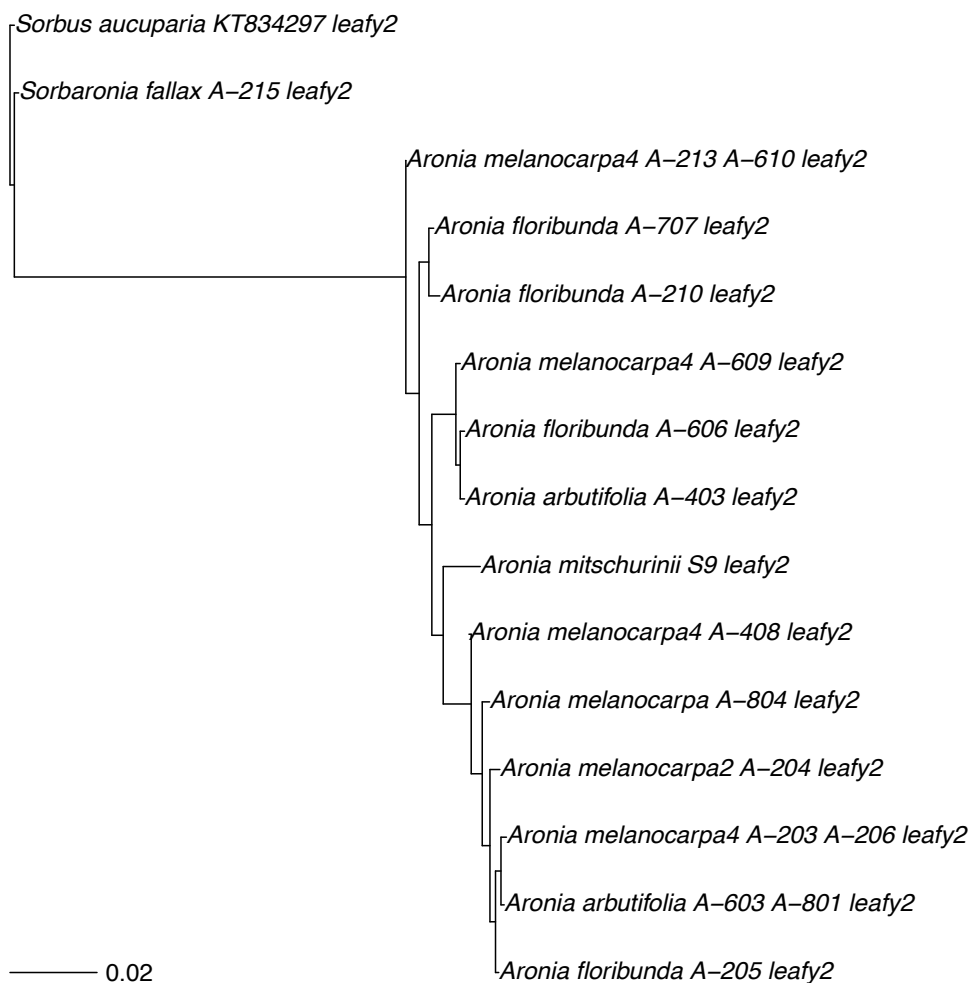 Sorbus aucuparia KT834297 leafy2
Sorbaronia fallax A−215 leafy2
Aronia melanocarpa4 A−213 A−610 leafy2
Aronia floribunda A−707 leafy2
Aronia floribunda A−210 leafy2
Aronia melanocarpa4 A−609 leafy2
Aronia floribunda A−606 leafy2
Aronia arbutifolia A−403 leafy2
Aronia mitschurinii S9 leafy2
Aronia melanocarpa4 A−408 leafy2
Aronia melanocarpa A−804 leafy2
Aronia melanocarpa2 A−204 leafy2
Aronia melanocarpa4 A−203 A−206 leafy2
Aronia arbutifolia A−603 A−801 leafy2
Aronia floribunda A−205 leafy2
0.02